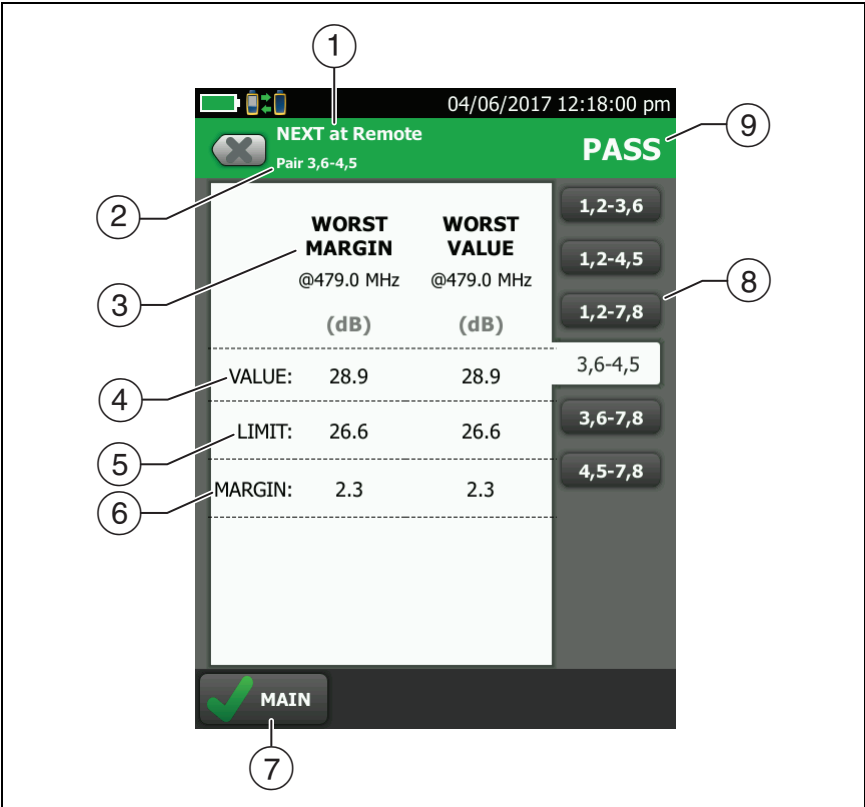 1
04/06/2017 12:18:00 pm
NEXT at Remote
Pair 3,6-4,5
PASS
9
2
3
WORST MARGIN
WORST VALUE
@479.0 MHz @479.0 MHz
(dB) (dB)
1,2-3,6
1,2-4,5
1,2-7,8
3,6-4,5
3,6-7,8
4,5-7,8
8
4
VALUE: 28.9 28.9
5
LIMIT: 26.6 26.6
6
MARGIN: 2.3 2.3
MAIN
7